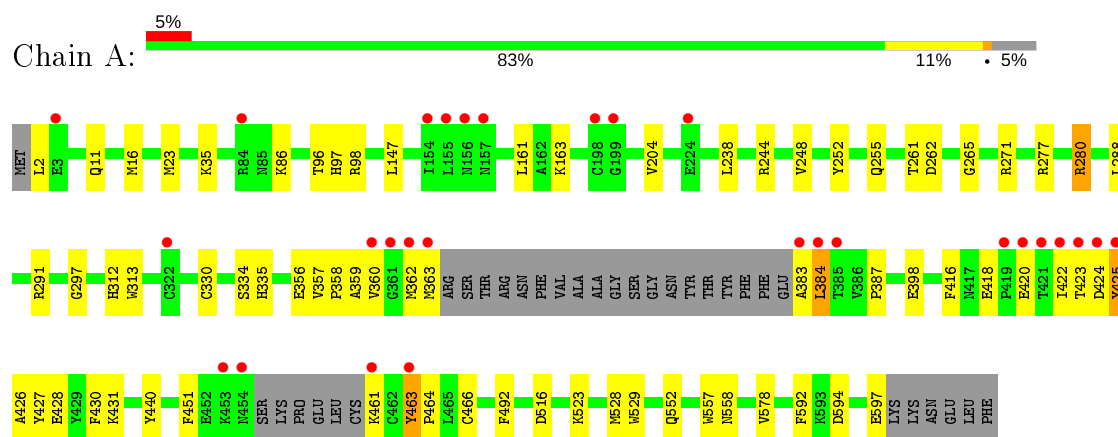 5%
Chain A:
83% 11% • 5%
MET L2 E3 Q11 M16 M23 K35 R84 N85 K86 T96 H97 R98 L147 I154 L155 N156 N157 L161 A162 K163 C198 G199 V204 E224 L238 R244 V248 Y252 Q255 T261 D262 G265 R271 R277 R280
R291 G297 H312 W313 C322 C330 S334 H335 E356 V357 P358 A359 V360 G361 M362 M363 ARG SER THR ARG ASN PHE VAL ALA ALA GLY SER GLY ASN TYR THR TYR PHE PHE GLU A383 L384 T385 V386 P387 E398 F416 N417 E418 P419 E420 T421 I422 T423 D424
A426 Y427 E428 Y429 F430 K431 Y440 F451 E452 K453 N454 SER LYS PRO GLU LEU CYS K461 C462 Y463 P464 L465 C466 F492 D516 K523 M528 W529 Q552 W557 N558 V578 F592 K593 D594 E597 LYS LYS ASN GLU LEU PHE